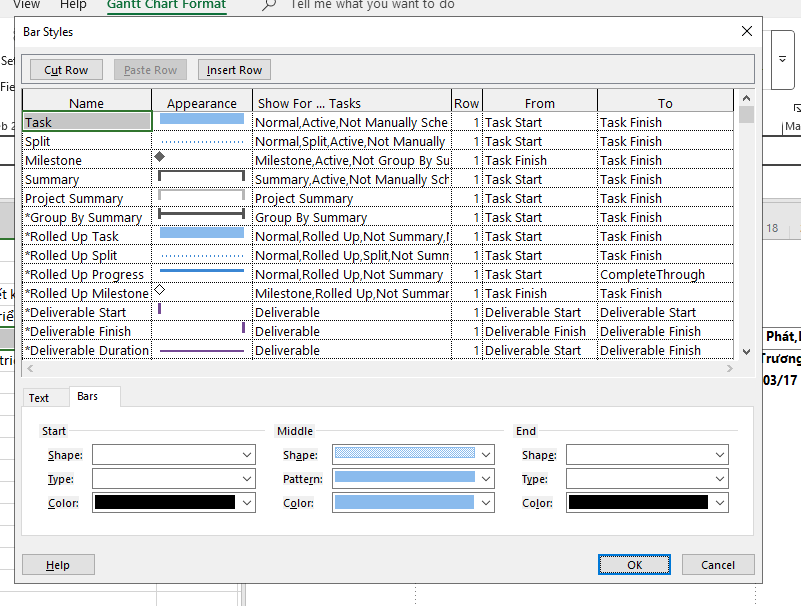 View Help Gantt Chart Format Tell me what you want to do
Bar Styles
Cut Row Paste Row Insert Row
Name Appearance Show For ... Tasks Row From To
Task Normal,Active,Not Manually Sche 1 Task Start Task Finish
Split Normal,Split,Active,Not Manually 1 Task Start Task Finish
Milestone Milestone,Active,Not Group By Su 1 Task Finish Task Finish
Summary Summary,Active,Not Manually Sch 1 Task Start Task Finish
Project Summary Project Summary 1 Task Start Task Finish
*Group By Summary Group By Summary 1 Task Start Task Finish
*Rolled Up Task Normal,Rolled Up,Not Summary, 1 Task Start Task Finish
*Rolled Up Split Normal,Rolled Up,Split,Not Summ 1 Task Start Task Finish
*Rolled Up Progress Normal,Rolled Up,Not Summary 1 Task Start CompleteThrough
*Rolled Up Milestone Milestone,Rolled Up,Not Summar 1 Task Finish Task Finish
*Deliverable Start Deliverable 1 Deliverable Start Deliverable Start
*Deliverable Finish Deliverable 1 Deliverable Finish Deliverable Finish
*Deliverable Duration Deliverable 1 Deliverable Start Deliverable Finish
Text Bars
Start Middle End
Shape: Shape: Shape:
Type: Pattern: Type:
Color: Color: Color:
Help OK Cancel
18
Phát,
Trương
03/17